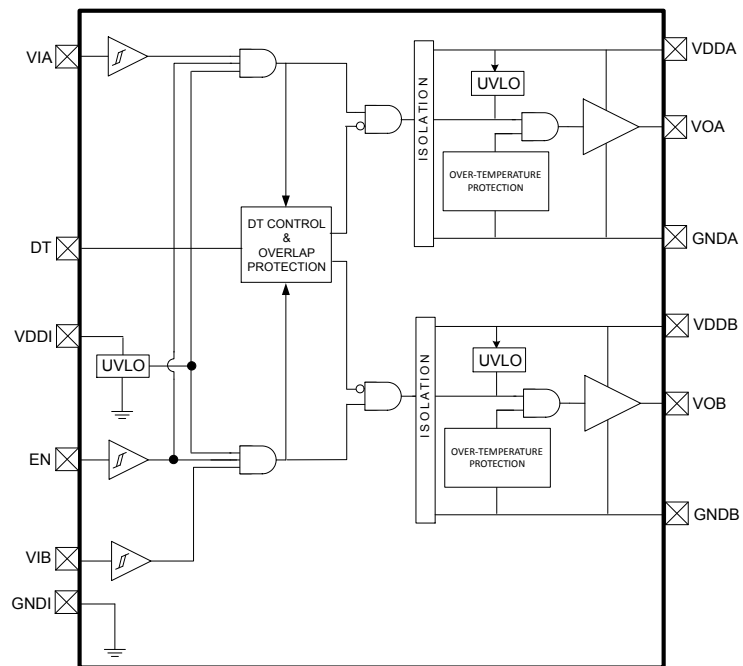 VIA
DT
VDDI
EN
VIB
GNDI
UVLO
DT CONTROL
&
OVERLAP
PROTECTION
ISOLATION
UVLO
OVER-TEMPERATURE
PROTECTION
VDDA
VOA
GNDA
ISOLATION
UVLO
OVER-TEMPERATURE
PROTECTION
VDDB
VOB
GNDB